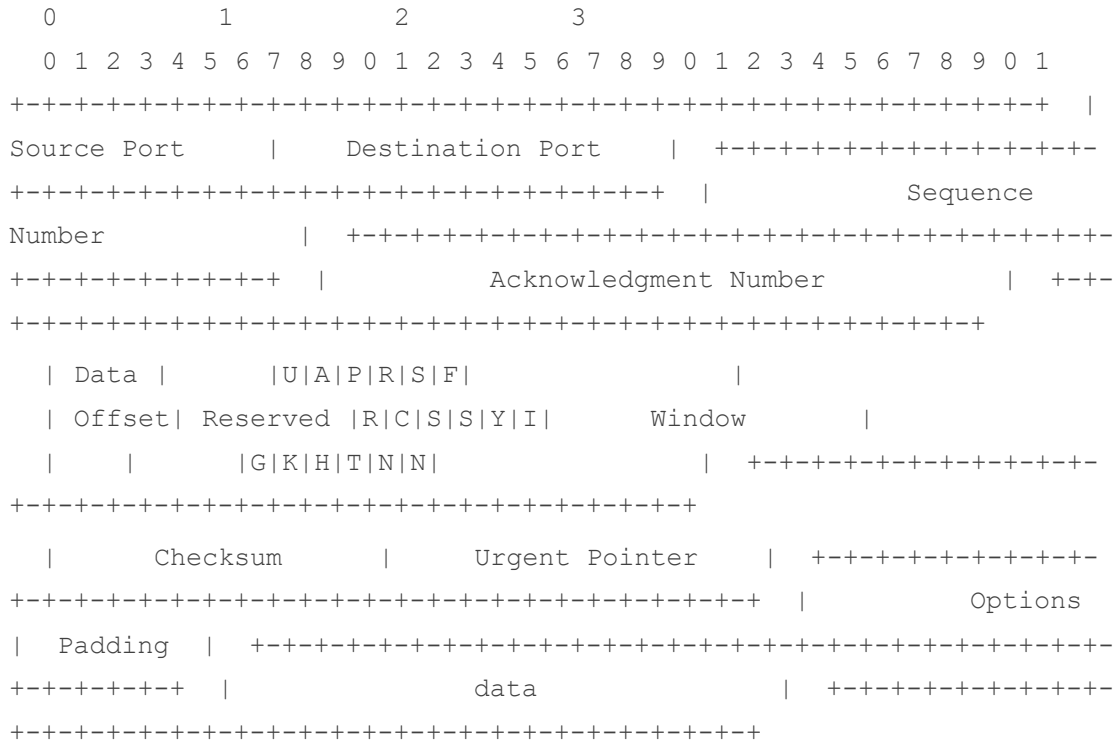 0 1 2 3
0 1 2 3 4 5 6 7 8 9 0 1 2 3 4 5 6 7 8 9 0 1 2 3 4 5 6 7 8 9 0 1
+-+-+-+-+-+-+-+-+-+-+-+-+-+-+-+-+-+-+-+-+-+-+-+-+-+-+-+-+-+-+-+-+ |
Source Port | Destination Port | +-+-+-+-+-+-+-+-+-+-+-+-
+-+-+-+-+-+-+-+-+-+-+-+-+-+-+-+-+-+-+-+-+ | Sequence
Number | +-+-+-+-+-+-+-+-+-+-+-+-+-+-+-+-+-+-+-+-+-+-+-+-
+-+-+-+-+-+-+-+-+ | Acknowledgment Number | +-+-
+-+-+-+-+-+-+-+-+-+-+-+-+-+-+-+-+-+-+-+-+-+-+-+-+-+-+-+-+-+-+
| Data | |U|A|P|R|S|F| |
| Offset| Reserved |R|C|S|S|Y|I| Window |
| | |G|K|H|T|N|N| | +-+-+-+-+-+-+-+-+-+-+-
+-+-+-+-+-+-+-+-+-+-+-+-+-+-+-+-+-+-+-+-+-+
| Checksum | Urgent Pointer | +-+-+-+-+-+-+-+-+-
+-+-+-+-+-+-+-+-+-+-+-+-+-+-+-+-+-+-+-+-+-+-+-+ | Options
| Padding | +-+-+-+-+-+-+-+-+-+-+-+-+-+-+-+-+-+-+-+-+-+-+-+-+-+-+-
+-+-+-+-+-+ | data | +-+-+-+-+-+-+-+-+-
+-+-+-+-+-+-+-+-+-+-+-+-+-+-+-+-+-+-+-+-+-+-+-+